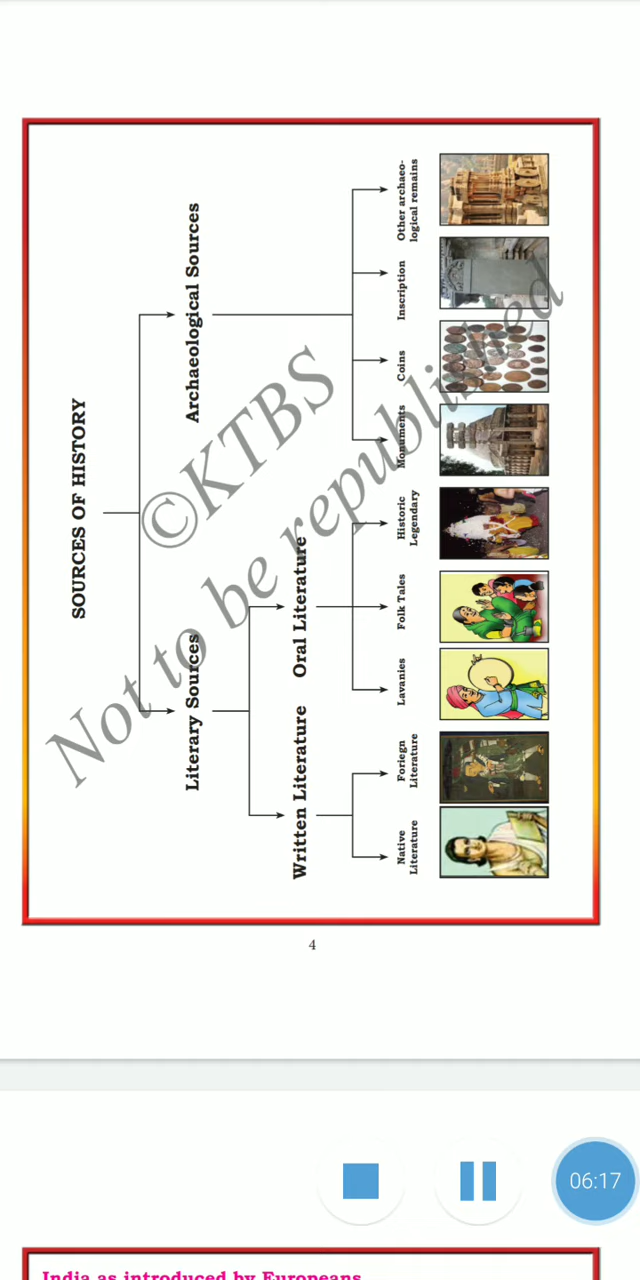 SOURCES OF HISTORY
Literary Sources
Archaeological Sources
Written Literature
Oral Literature
Native
Literature
Foriegn
Literature
Lavanies
Folk Tales
Historic
Legendary
Monuments
Coins
Inscription
Other archaeo-
logical remains
©KTBS
Not to be republished
4
06:17
India as introduced by Europeans